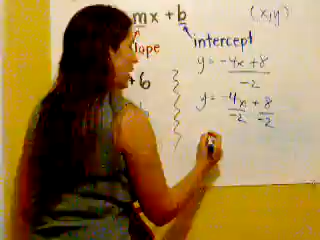 mx + b (x,y)
slope intercept
y = -4x + 8 / -2
+6
y = -4x / -2 + 8 / -2